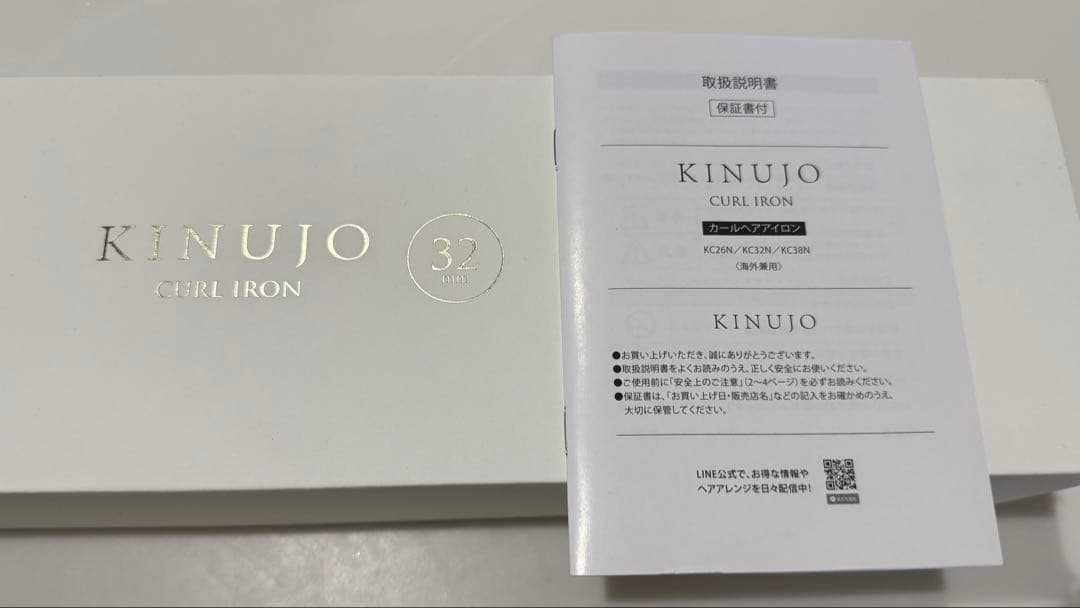 KINUJO
CURL IRON
32
mm
取扱説明書
保証書付
KINUJO
CURL IRON
カールヘアアイロン
KC26N／KC32N／KC38N
〈海外兼用〉
KINUJO
●お買い上げいただき、誠にありがとうございます。
●取扱説明書をよくお読みのうえ、正しく安全にお使いください。
●ご使用前に「安全上のご注意」(2〜4ページ)を必ずお読みください。
●保証書は、「お買い上げ日・販売店名」などの記入をお確かめのうえ、
大切に保管してください。
LINE公式で、お得な情報や
ヘアアレンジを日々配信中!